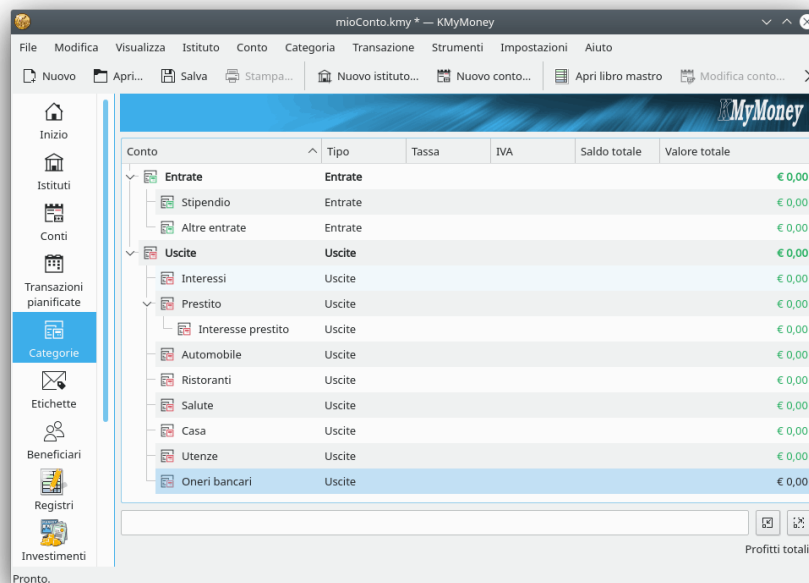 mioConto.kmy * — KMyMoney
File Modifica Visualizza Istituto Conto Categoria Transazione Strumenti Impostazioni Aiuto
Nuovo Apri... Salva Stampa... Nuovo istituto... Nuovo conto... Apri libro mastro Modifica conto...
Inizio
Istituti
Conti
Transazioni
pianificate
Categorie
Etichette
Beneficiari
Registri
Investimenti
KMyMoney
Conto Tipo Tassa IVA Saldo totale Valore totale
Entrate Entrate € 0,00
Stipendio Entrate € 0,00
Altre entrate Entrate € 0,00
Uscite Uscite € 0,00
Interessi Uscite € 0,00
Prestito Uscite € 0,00
Interesse prestito Uscite € 0,00
Automobile Uscite € 0,00
Ristoranti Uscite € 0,00
Salute Uscite € 0,00
Casa Uscite € 0,00
Utenze Uscite € 0,00
Oneri bancari Uscite € 0,00
Profitti totali
Pronto.